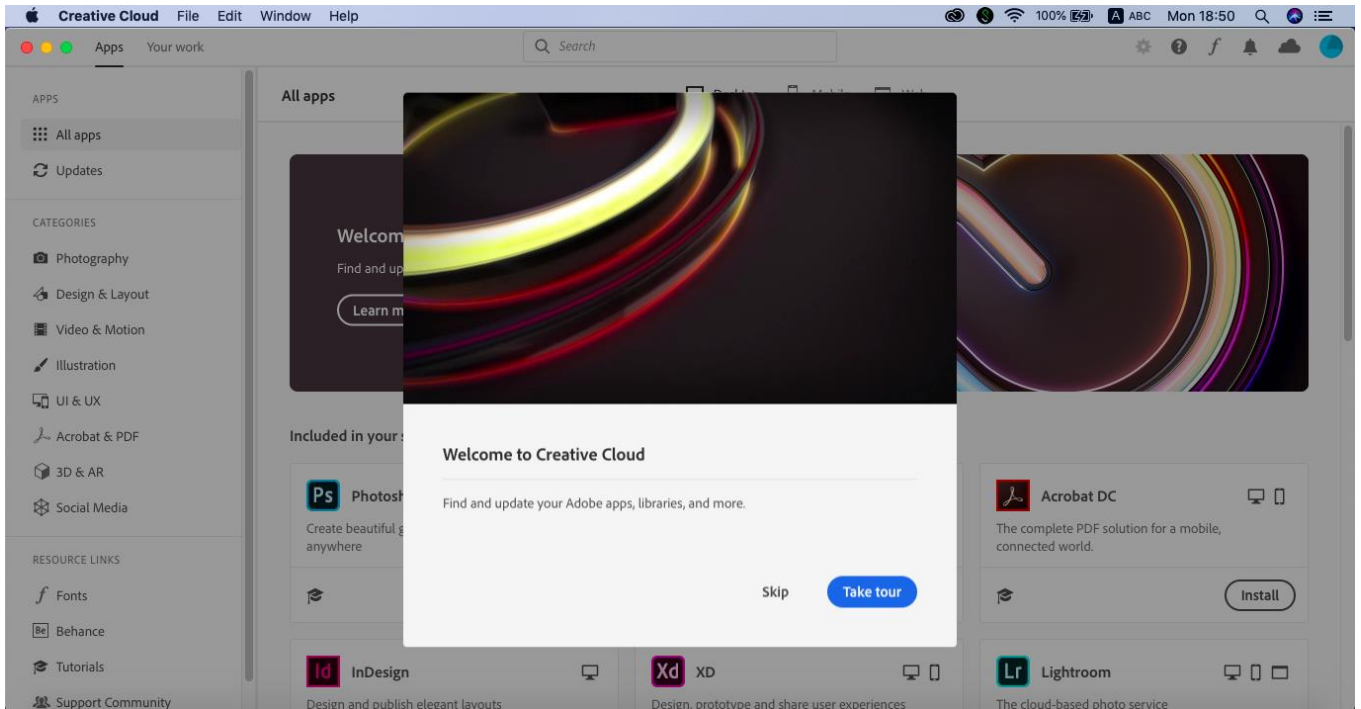 Creative Cloud File Edit Window Help 100% A ABC Mon 18:50
Apps Your work Search
APPS
All apps
Updates
CATEGORIES
Photography
Design & Layout
Video & Motion
Illustration
UI & UX
Acrobat & PDF
3D & AR
Social Media
RESOURCE LINKS
Fonts
Be Behance
Tutorials
Support Community
All apps
Welcom
Find and up
Learn m
Included in your
Ps Photosh
Create beautiful g
anywhere
Welcome to Creative Cloud
Find and update your Adobe apps, libraries, and more.
Skip Take tour
Acrobat DC
The complete PDF solution for a mobile,
connected world.
Install
Id InDesign
Design and publish elegant layouts
Xd XD
Design, prototype and share user experiences
Lr Lightroom
The cloud-based photo service